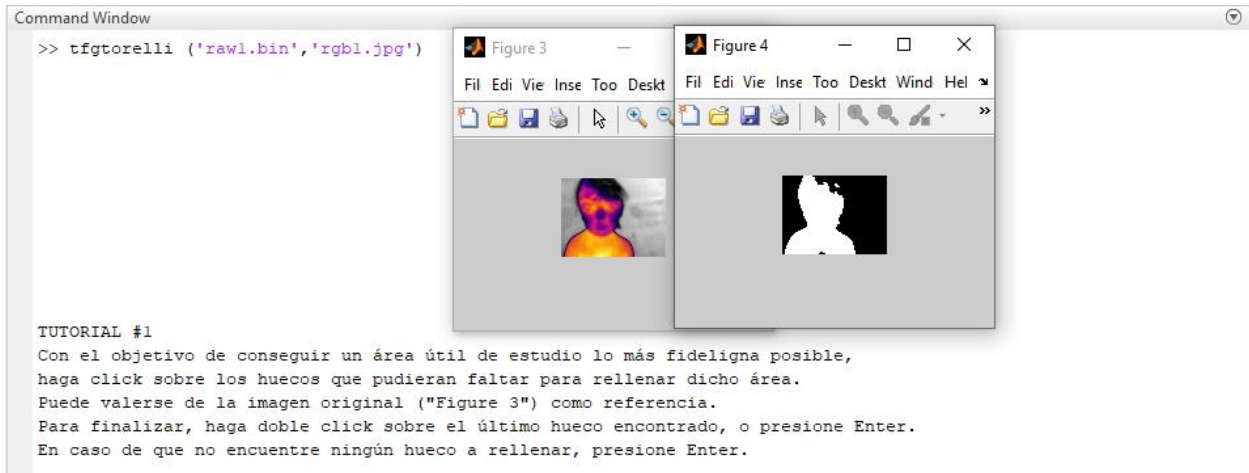 Command Window
>> tfgtorelli ('raw1.bin','rgb1.jpg')
Figure 3
Fil Edi Vie Inse Too Deskt
Figure 4
Fil Edi Vie Inse Too Deskt Wind Hel
TUTORIAL #1
Con el objetivo de conseguir un área útil de estudio lo más fideligna posible,
haga click sobre los huecos que pudieran faltar para rellenar dicho área.
Puede valerse de la imagen original ("Figure 3") como referencia.
Para finalizar, haga doble click sobre el último hueco encontrado, o presione Enter.
En caso de que no encuentre ningún hueco a rellenar, presione Enter.